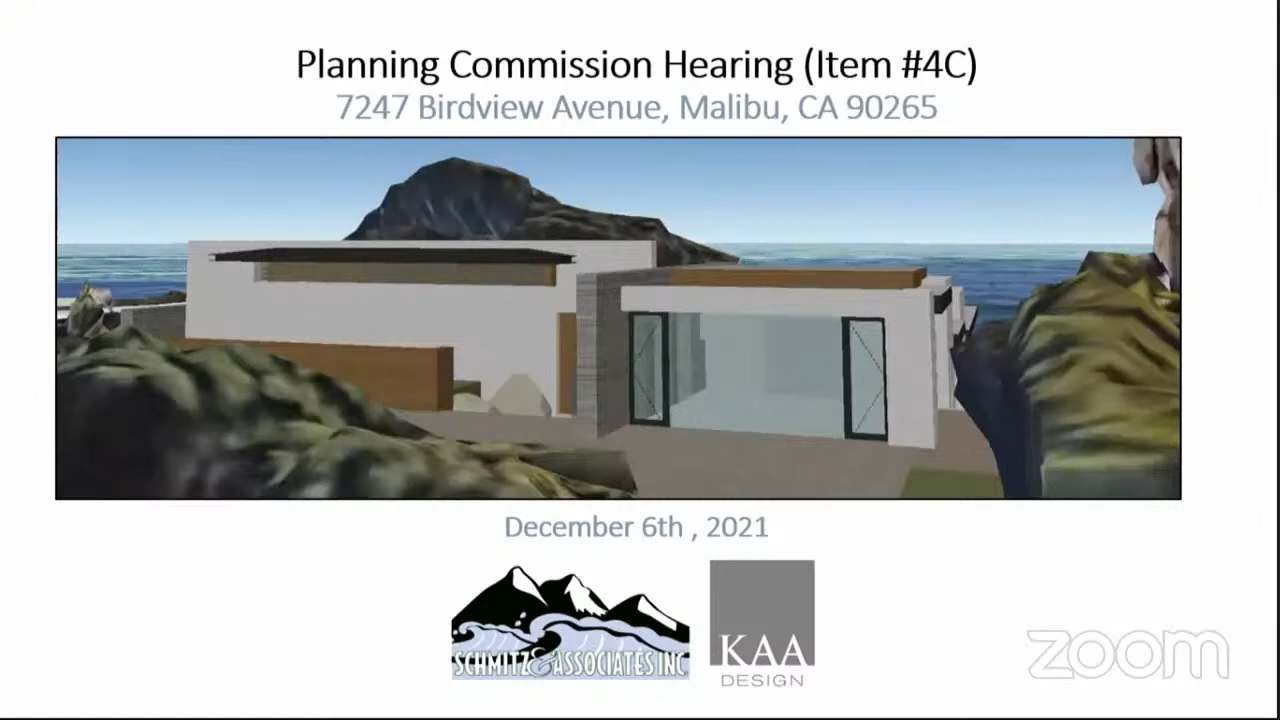 Planning Commission Hearing (Item #4C)
7247 Birdview Avenue, Malibu, CA 90265
December 6th , 2021
SCHMITZ & ASSOCIATES INC.
KAA
DESIGN
zoom